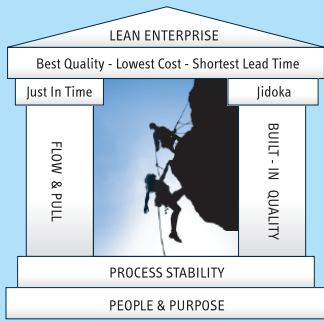 LEAN ENTERPRISE
Best Quality - Lowest Cost - Shortest Lead Time
Just In Time
Jidoka
FLOW & PULL
BUILT - IN QUALITY
PROCESS STABILITY
PEOPLE & PURPOSE